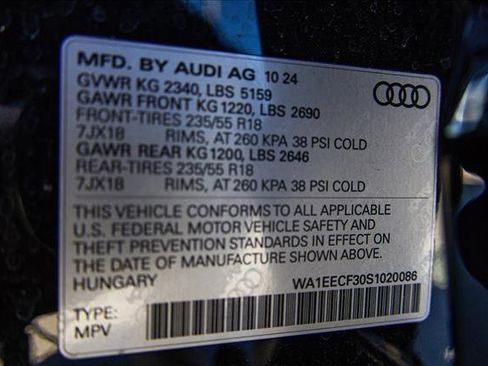 MFD. BY AUDI AG 10 24
GVWR KG 2340, LBS 5159
GAWR FRONT KG 1220, LBS 2690
FRONT-TIRES 235/55 R18
7JX18 RIMS, AT 260 KPA 38 PSI COLD
GAWR REAR KG 1200, LBS 2646
REAR-TIRES 235/55 R18
7JX18 RIMS, AT 260 KPA 38 PSI COLD
THIS VEHICLE CONFORMS TO ALL APPLICABLE
U.S. FEDERAL MOTOR VEHICLE SAFETY AND
THEFT PREVENTION STANDARDS IN EFFECT ON
THE DATE OF MANUFACTURE SHOWN ABOVE.
HUNGARY WA1EECF30S1020086
TYPE:
MPV